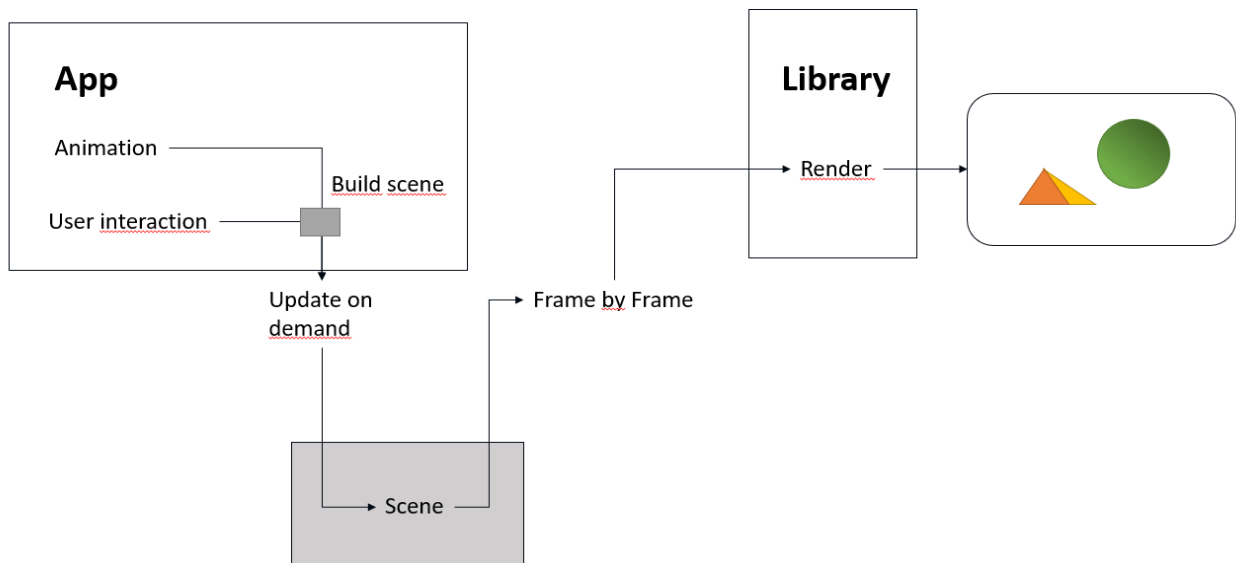 App
Animation
Build scene
User interaction
Update on
demand
Scene
Frame by Frame
Library
Render